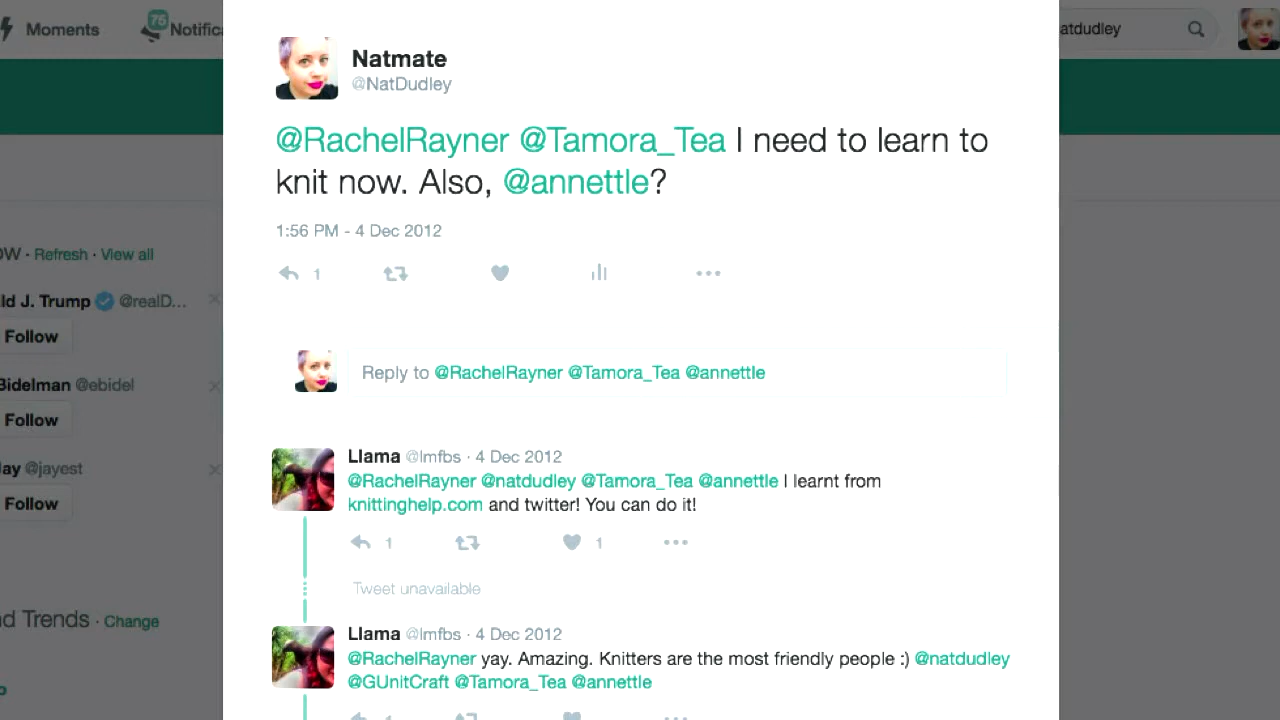 Moments
75
Notific
atdudley
Natmate
@NatDudley
@RachelRayner @Tamora_Tea I need to learn to
knit now. Also, @annettle?
1:56 PM - 4 Dec 2012
1
OW · Refresh · View all
ld J. Trump @realD...
Follow
Bidelman @ebidel
Follow
ay @jayest
Follow
d Trends · Change
Reply to @RachelRayner @Tamora_Tea @annettle
Llama @lmfbs · 4 Dec 2012
@RachelRayner @natdudley @Tamora_Tea @annettle I learnt from
knittinghelp.com and twitter! You can do it!
1 1
Tweet unavailable
Llama @lmfbs · 4 Dec 2012
@RachelRayner yay. Amazing. Knitters are the most friendly people :) @natdudley
@GUnitCraft @Tamora_Tea @annettle